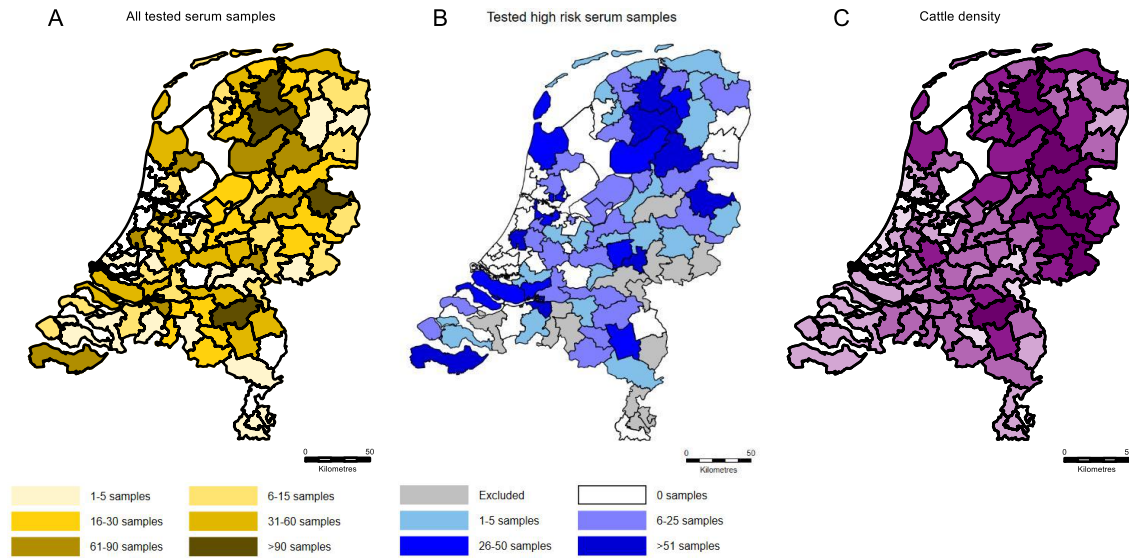 A All tested serum samples
B Tested high risk serum samples
C Cattle density
0 50
Kilometres
0 50
Kilometres
0 5
Kilometres
1-5 samples
6-15 samples
16-30 samples
31-60 samples
61-90 samples
>90 samples
Excluded
0 samples
1-5 samples
6-25 samples
26-50 samples
>51 samples